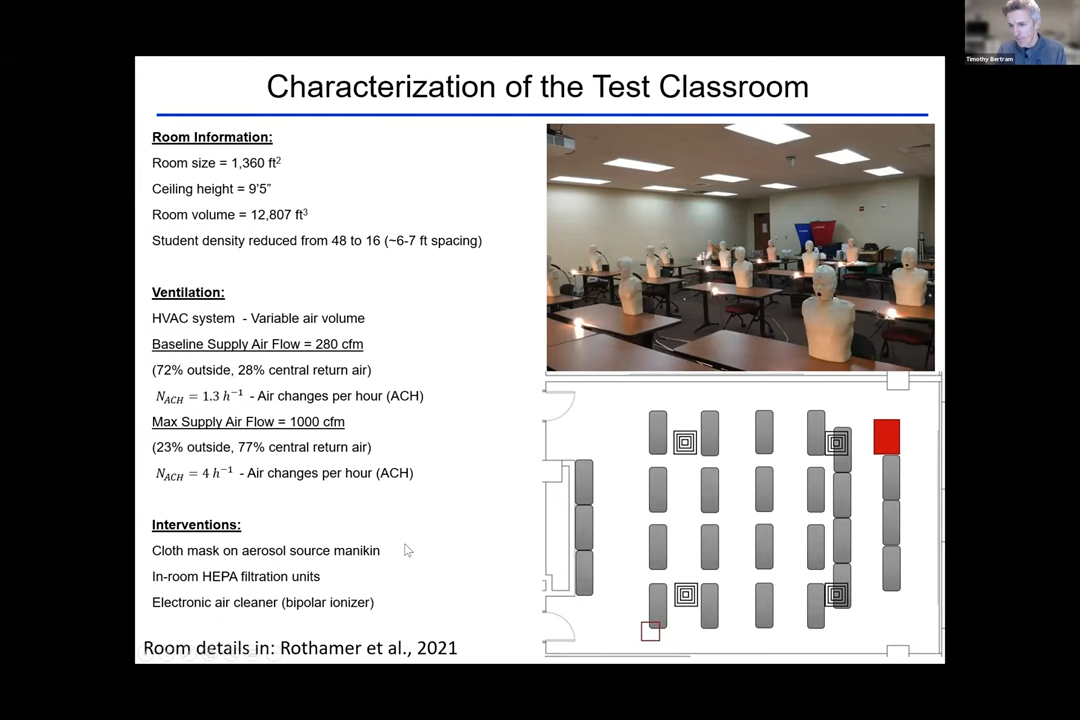 Timothy Bertram
Characterization of the Test Classroom
Room Information:
Room size = 1,360 ft²
Ceiling height = 9'5”
Room volume = 12,807 ft³
Student density reduced from 48 to 16 (~6-7 ft spacing)
Ventilation:
HVAC system - Variable air volume
Baseline Supply Air Flow = 280 cfm
(72% outside, 28% central return air)
N_ACH = 1.3 h⁻¹ - Air changes per hour (ACH)
Max Supply Air Flow = 1000 cfm
(23% outside, 77% central return air)
N_ACH = 4 h⁻¹ - Air changes per hour (ACH)
Interventions:
Cloth mask on aerosol source manikin
In-room HEPA filtration units
Electronic air cleaner (bipolar ionizer)
Room details in: Rothamer et al., 2021